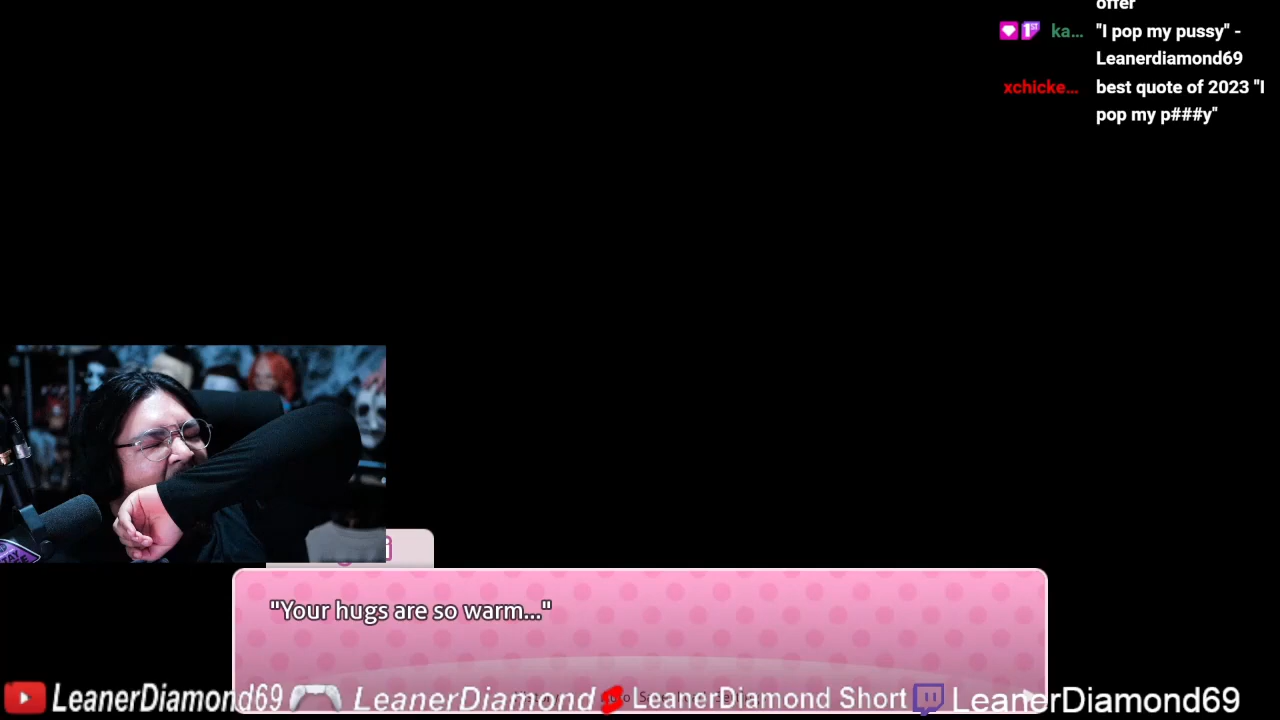 offer
ka… "I pop my pussy" -
Leanerdiamond69
xchicke… best quote of 2023 "I
pop my p###y"
"Your hugs are so warm..."
LeanerDiamond69 LeanerDiamond LeanerDiamond Short LeanerDiamond69